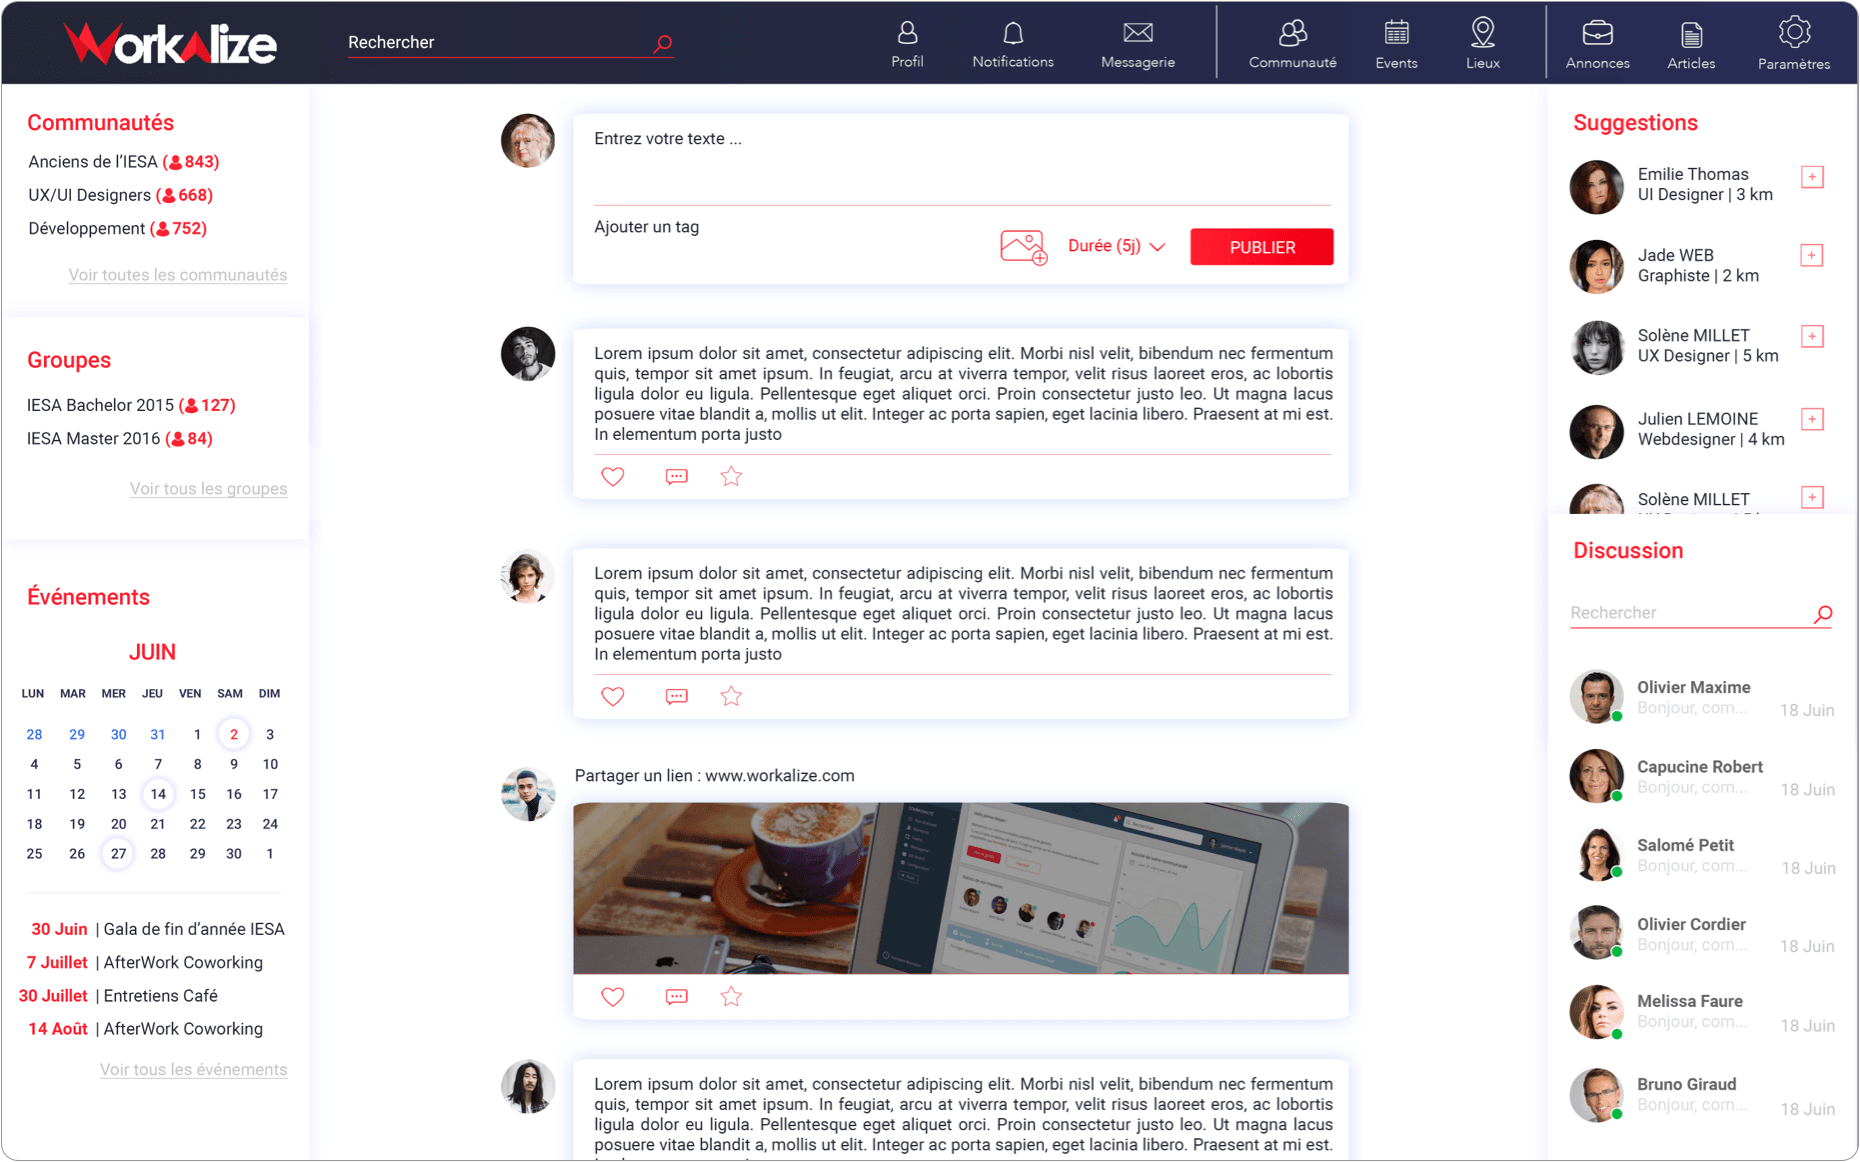 Workalize
Rechercher
Profil
Notifications
Messagerie
Communauté
Events
Lieux
Annonces
Articles
Paramètres
Communautés
Anciens de l'IESA (843)
UX/UI Designers (668)
Développement (752)
Voir toutes les communautés
Groupes
IESA Bachelor 2015 (127)
IESA Master 2016 (84)
Voir tous les groupes
Événements
JUIN
LUN MAR MER JEU VEN SAM DIM
28 29 30 31 1 2 3
4 5 6 7 8 9 10
11 12 13 14 15 16 17
18 19 20 21 22 23 24
25 26 27 28 29 30 1
30 Juin | Gala de fin d'année IESA
7 Juillet | AfterWork Coworking
30 Juillet | Entretiens Café
14 Août | AfterWork Coworking
Voir tous les événements
Entrez votre texte ...
Ajouter un tag
Durée (5j)
PUBLIER
Lorem ipsum dolor sit amet, consectetur adipiscing elit. Morbi nisl velit, bibendum nec fermentum
quis, tempor sit amet ipsum. In feugiat, arcu at viverra tempor, velit risus laoreet eros, ac lobortis
ligula dolor eu ligula. Pellentesque eget aliquet orci. Proin consectetur justo leo. Ut magna lacus
posuere vitae blandit a, mollis ut elit. Integer ac porta sapien, eget lacinia libero. Praesent at mi est.
In elementum porta justo
Lorem ipsum dolor sit amet, consectetur adipiscing elit. Morbi nisl velit, bibendum nec fermentum
quis, tempor sit amet ipsum. In feugiat, arcu at viverra tempor, velit risus laoreet eros, ac lobortis
ligula dolor eu ligula. Pellentesque eget aliquet orci. Proin consectetur justo leo. Ut magna lacus
posuere vitae blandit a, mollis ut elit. Integer ac porta sapien, eget lacinia libero. Praesent at mi est.
In elementum porta justo
Partager un lien : www.workalize.com
Lorem ipsum dolor sit amet, consectetur adipiscing elit. Morbi nisl velit, bibendum nec fermentum
quis, tempor sit amet ipsum. In feugiat, arcu at viverra tempor, velit risus laoreet eros, ac lobortis
ligula dolor eu ligula. Pellentesque eget aliquet orci. Proin consectetur justo leo. Ut magna lacus
posuere vitae blandit a, mollis ut elit. Integer ac porta sapien, eget lacinia libero. Praesent at mi est.
Suggestions
Emilie Thomas
UI Designer | 3 km
Jade WEB
Graphiste | 2 km
Solène MILLET
UX Designer | 5 km
Julien LEMOINE
Webdesigner | 4 km
Solène MILLET
Discussion
Rechercher
Olivier Maxime
Bonjour, com... 18 Juin
Capucine Robert
Bonjour, com... 18 Juin
Salomé Petit
Bonjour, com... 18 Juin
Olivier Cordier
Bonjour, com... 18 Juin
Melissa Faure
Bonjour, com... 18 Juin
Bruno Giraud
Bonjour, com... 18 Juin